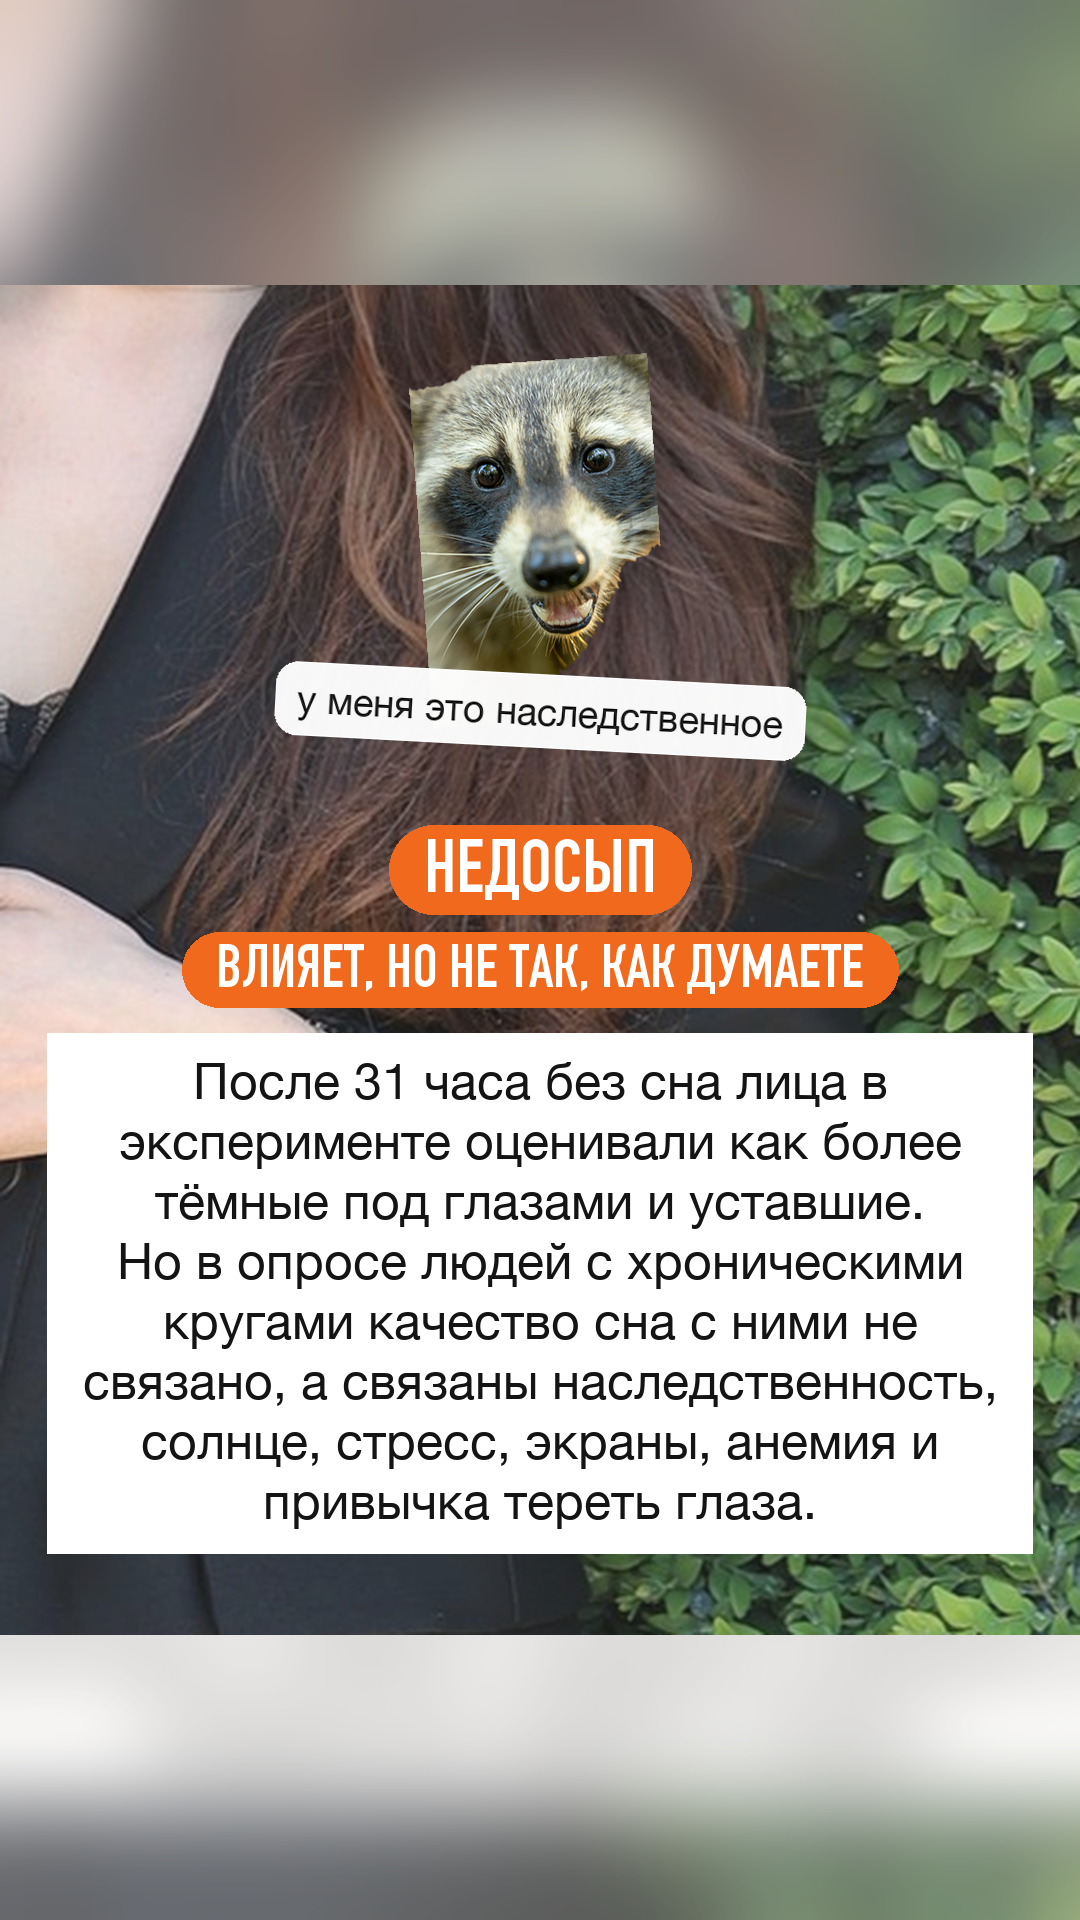 у меня это наследственное
НЕДОСЫП
ВЛИЯЕТ, НО НЕ ТАК, КАК ДУМАЕТЕ
После 31 часа без сна лица в
эксперименте оценивали как более
тёмные под глазами и уставшие.
Но в опросе людей с хроническими
кругами качество сна с ними не
связано, а связаны наследственность,
солнце, стресс, экраны, анемия и
привычка тереть глаза.